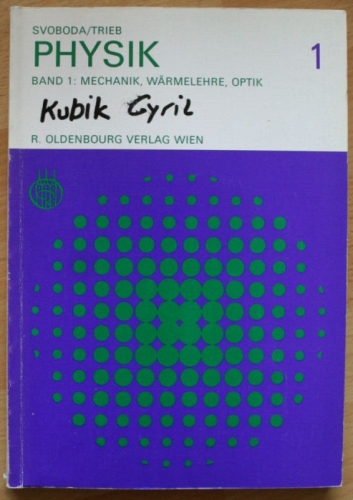 SVOBODA/TRIEB
PHYSIK 1
BAND 1: MECHANIK, WÄRMELEHRE, OPTIK
Kubik Cyril
R. OLDENBOURG VERLAG WIEN